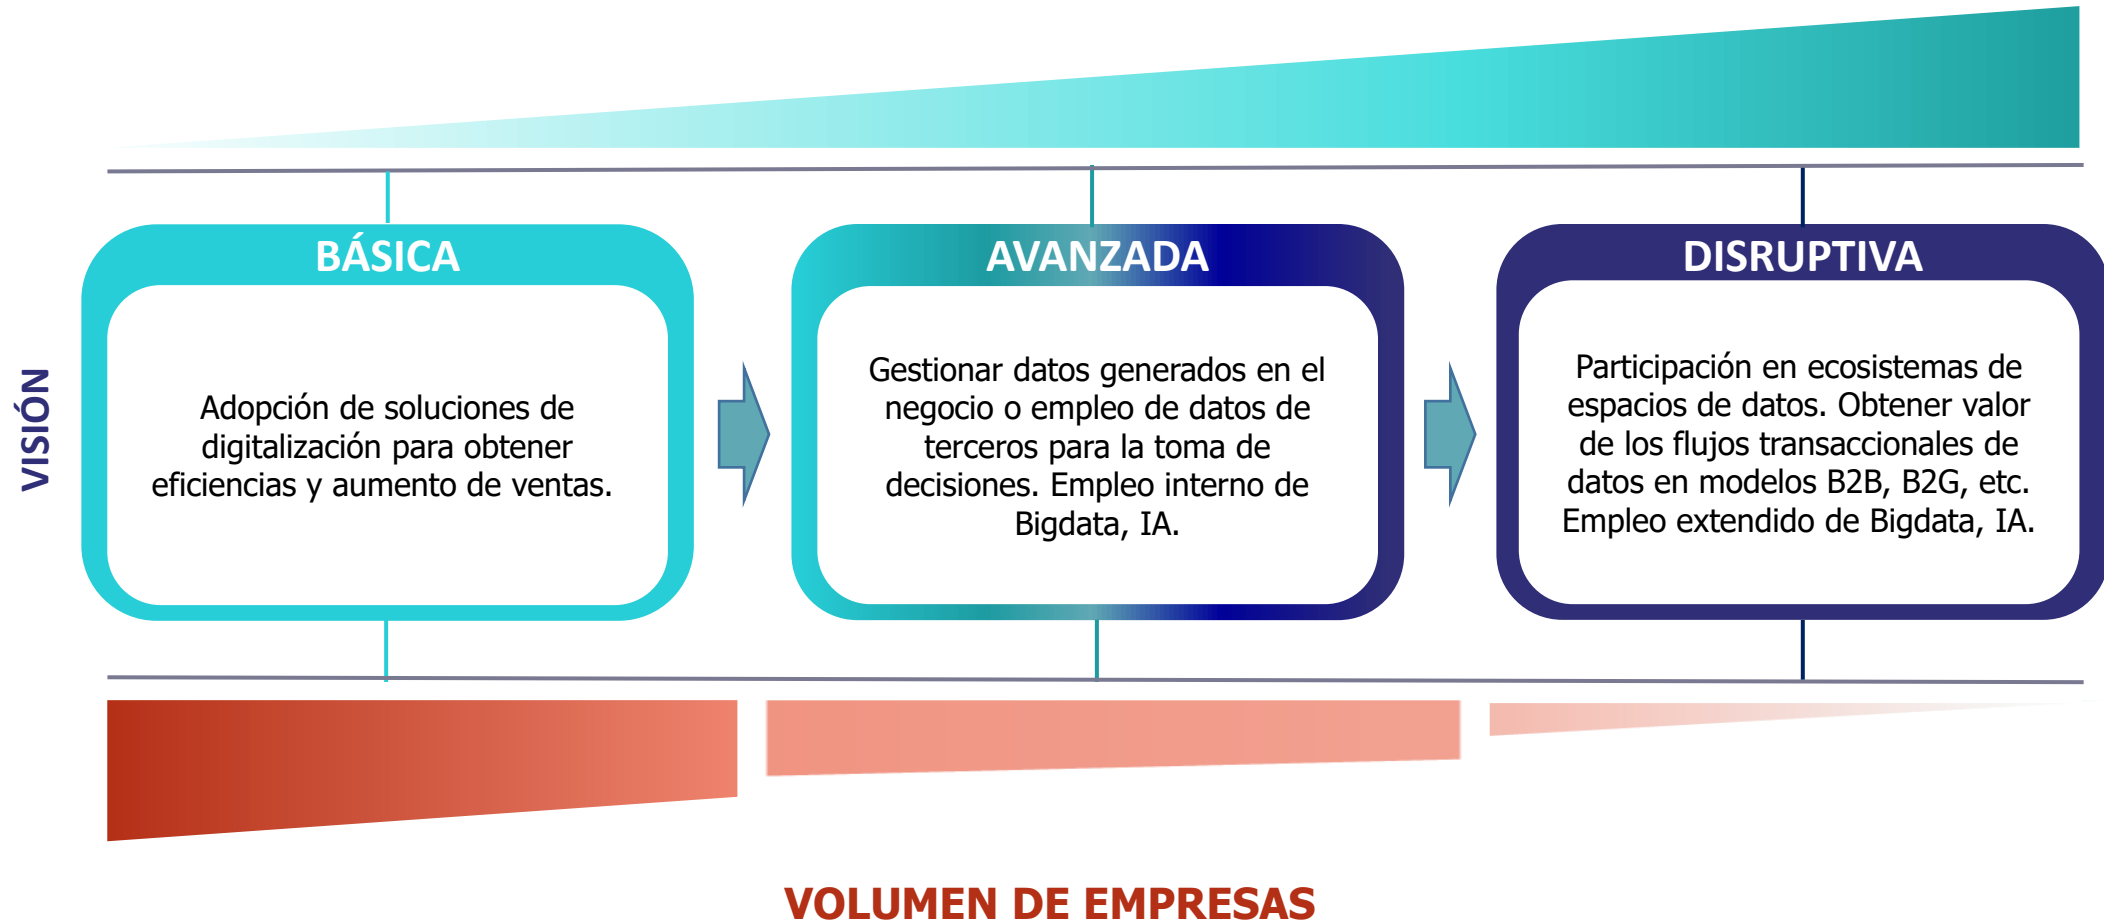 VISIÓN
BÁSICA
Adopción de soluciones de
digitalización para obtener
eficiencias y aumento de ventas.
AVANZADA
Gestionar datos generados en el
negocio o empleo de datos de
terceros para la toma de
decisiones. Empleo interno de
Bigdata, IA.
DISRUPTIVA
Participación en ecosistemas de
espacios de datos. Obtener valor
de los flujos transaccionales de
datos en modelos B2B, B2G, etc.
Empleo extendido de Bigdata, IA.
VOLUMEN DE EMPRESAS